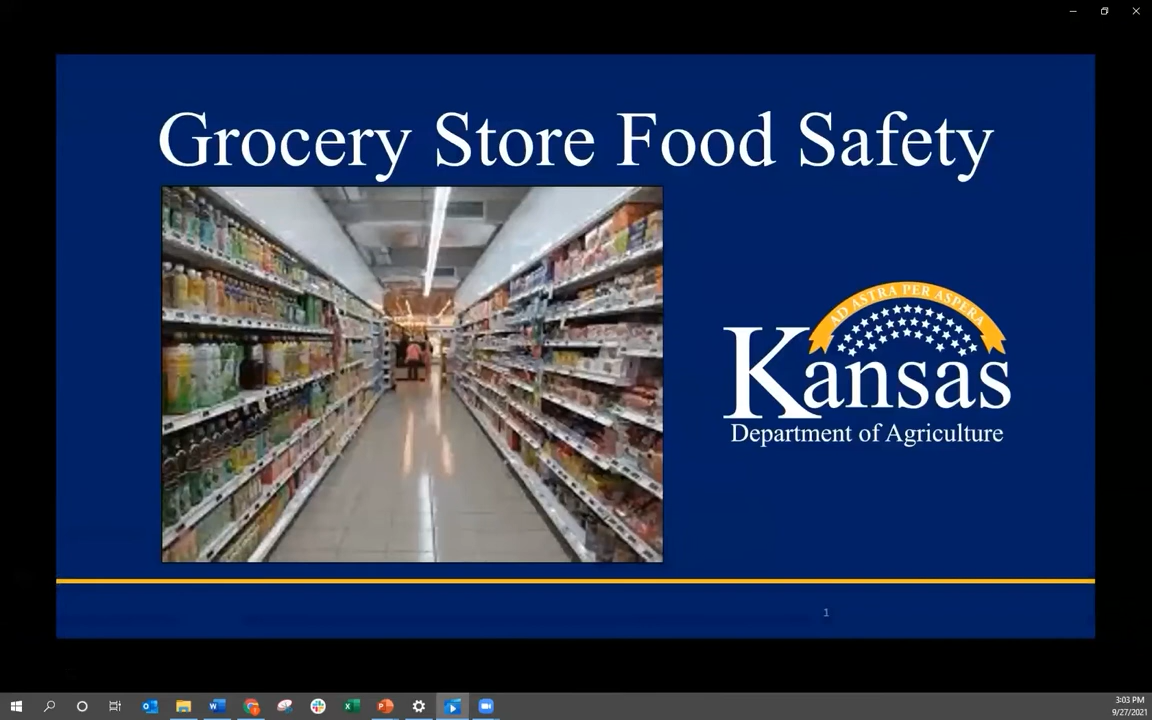 Grocery Store Food Safety
AD ASTRA PER ASPERA
Kansas
Department of Agriculture
1
3:03 PM
9/27/2021